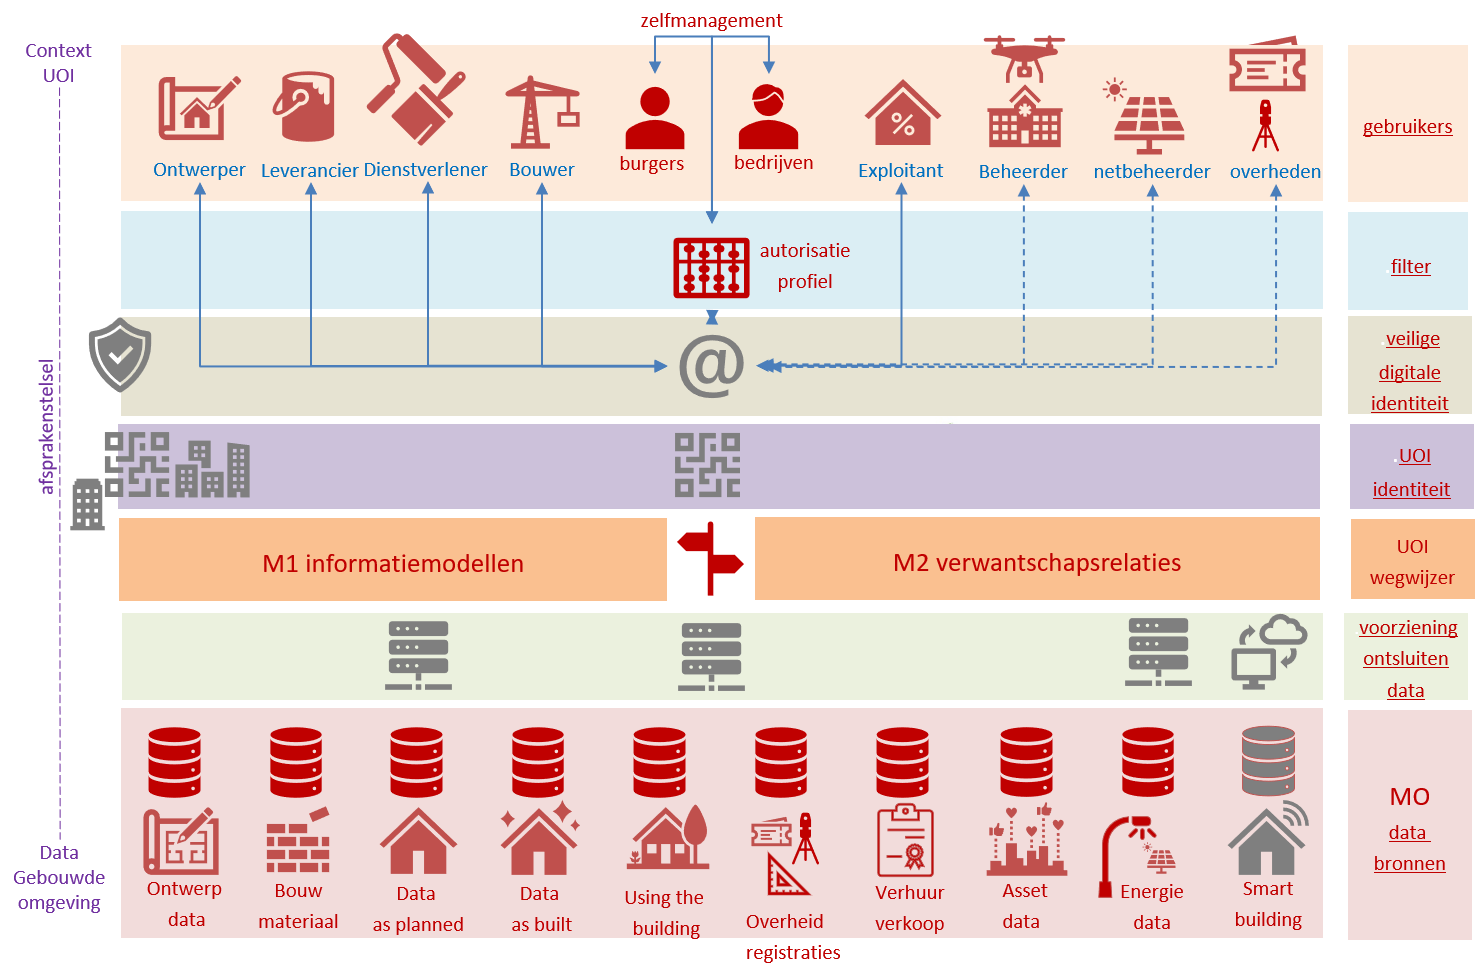 zelfmanagement
Context
UOI
Ontwerper
Leverancier
Dienstverlener
Bouwer
burgers
bedrijven
Exploitant
Beheerder
netbeheerder
overheden
gebruikers
autorisatie
profiel
filter
@
veilige
digitale
identiteit
afsprakenstelsel
UOI
identiteit
M1 informatiemodellen
M2 verwantschapsrelaties
UOI
wegwijzer
voorziening
ontsluiten
data
Data
Gebouwde
omgeving
Ontwerp
data
Bouw
materiaal
Data
as planned
Data
as built
Using the
building
Overheid
registraties
Verhuur
verkoop
Asset
data
Energie
data
Smart
building
MO
data
bronnen
%